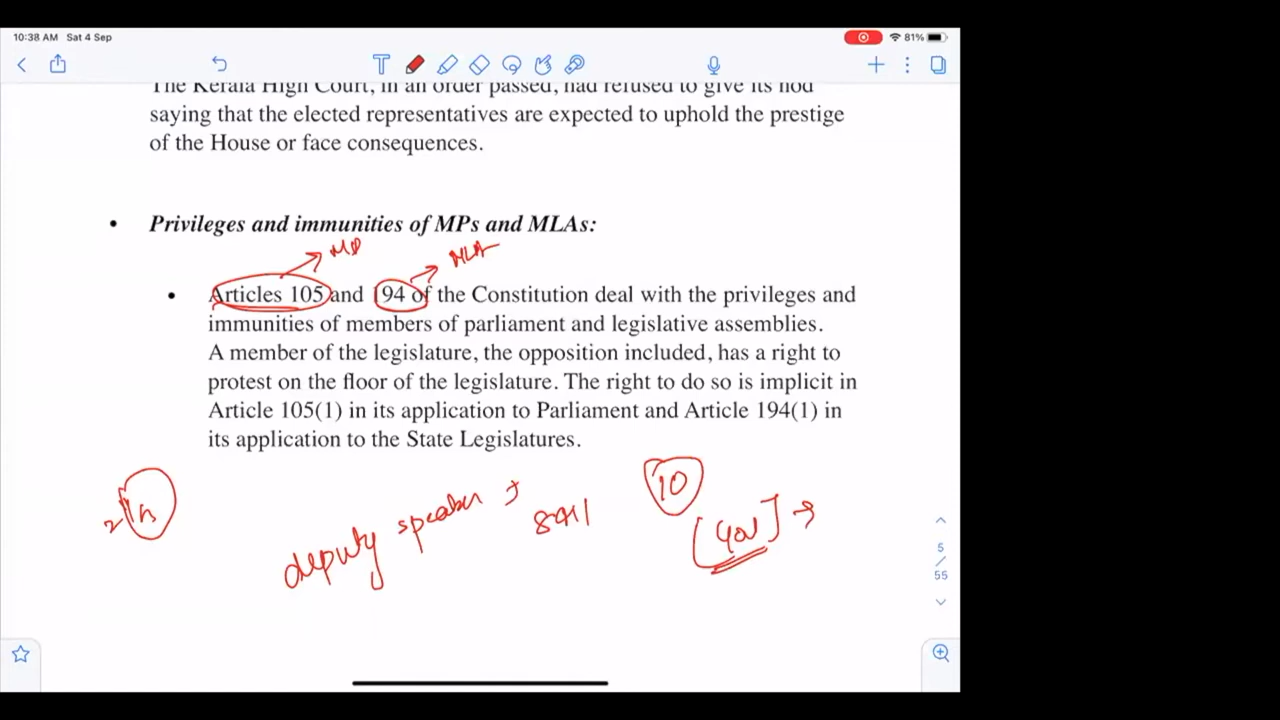 10:38 AM Sat 4 Sep
81%
The Kerala High Court, in an order passed, had refused to give its nod
saying that the elected representatives are expected to uphold the prestige
of the House or face consequences.
• Privileges and immunities of MPs and MLAs:
MP
MLA
• Articles 105 and 194 of the Constitution deal with the privileges and
immunities of members of parliament and legislative assemblies.
A member of the legislature, the opposition included, has a right to
protest on the floor of the legislature. The right to do so is implicit in
Article 105(1) in its application to Parliament and Article 194(1) in
its application to the State Legislatures.
10
deputy speaker
5
/
55